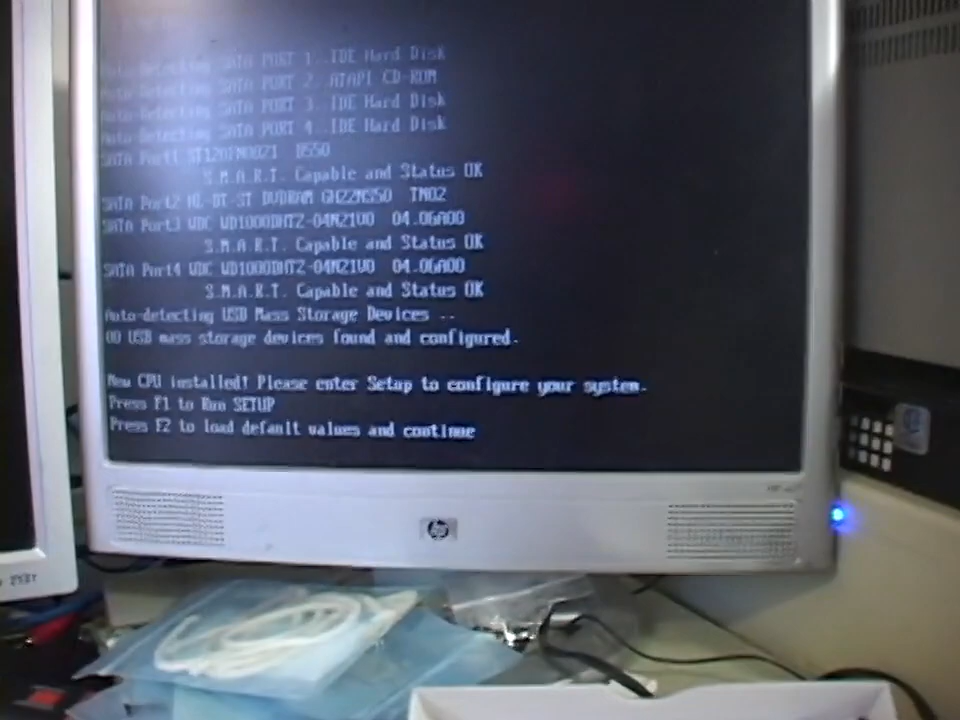 Auto-Detecting SATA PORT 1..IDE Hard Disk
Auto-Detecting SATA PORT 2..ATAPI CD-ROM
Auto-Detecting SATA PORT 3..IDE Hard Disk
Auto-Detecting SATA PORT 4..IDE Hard Disk
SATA Port1
S.M.A.R.T. Capable and Status OK
SATA Port2 HL-DT-ST DVDRAM GH22NS50 TN02
SATA Port3 WDC WD1000DHTZ-04N21V0 04.06A00
S.M.A.R.T. Capable and Status OK
SATA Port4 WDC WD1000DHTZ-04N21V0 04.06A00
S.M.A.R.T. Capable and Status OK
Auto-detecting USB Mass Storage Devices --
00 USB mass storage devices found and configured.
New CPU installed! Please enter Setup to configure your system.
Press F1 to Run SETUP
Press F2 to load default values and continue
hp